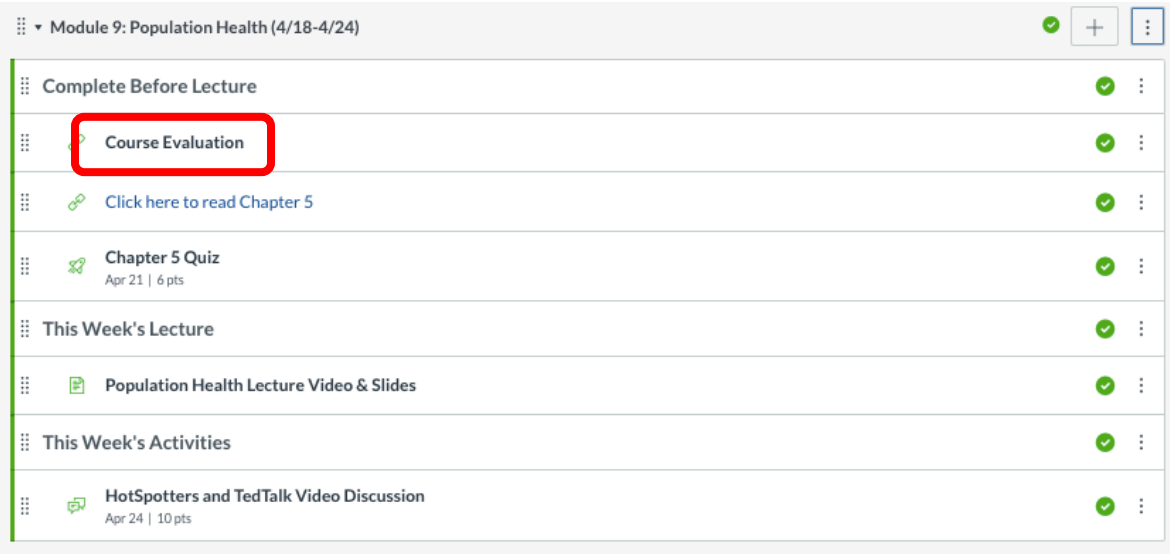 Module 9: Population Health (4/18-4/24)
Complete Before Lecture
Course Evaluation
Click here to read Chapter 5
Chapter 5 Quiz
Apr 21 | 6 pts
This Week's Lecture
Population Health Lecture Video & Slides
This Week's Activities
HotSpotters and TedTalk Video Discussion
Apr 24 | 10 pts